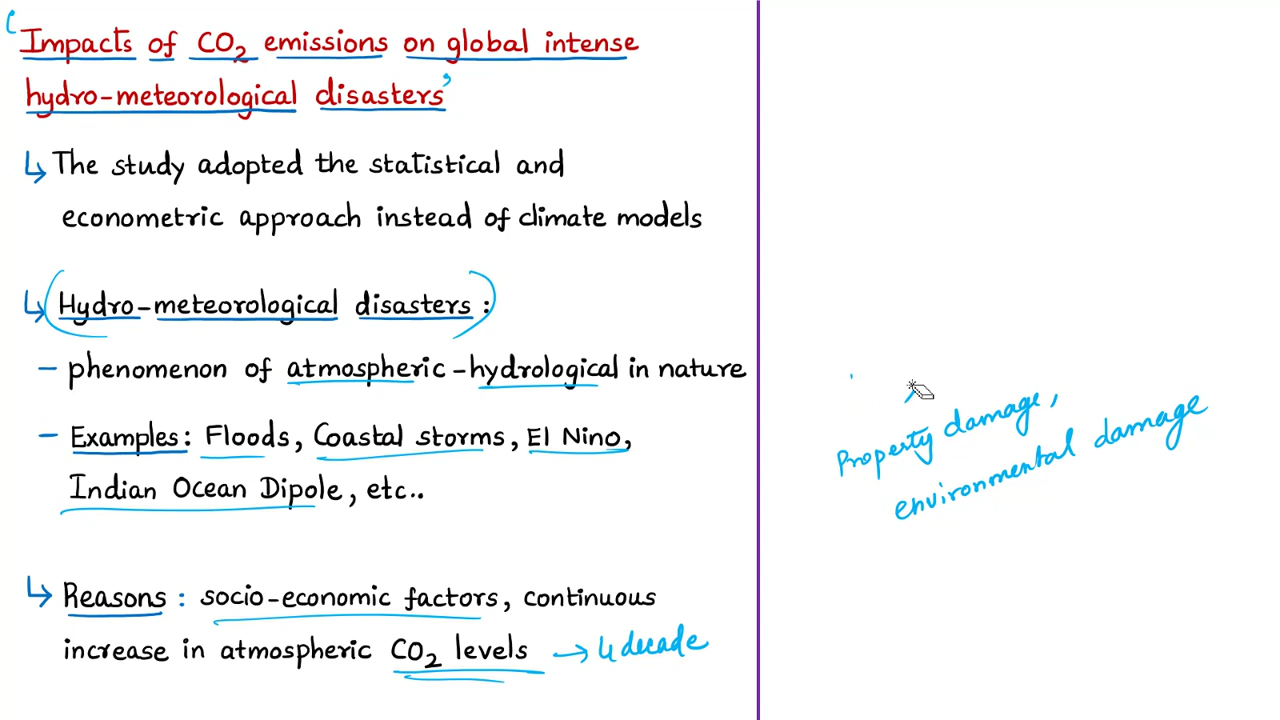 ‘Impacts of CO₂ emissions on global intense
hydro-meteorological disasters’
↳ The study adopted the statistical and
econometric approach instead of climate models
↳ (Hydro-meteorological disasters:)
- phenomenon of atmospheric-hydrological in nature
- Examples: Floods, Coastal storms, El Nino,
Indian Ocean Dipole, etc..
↳ Reasons: socio-economic factors, continuous
increase in atmospheric CO₂ levels → 4 decade
Property damage,
environmental damage